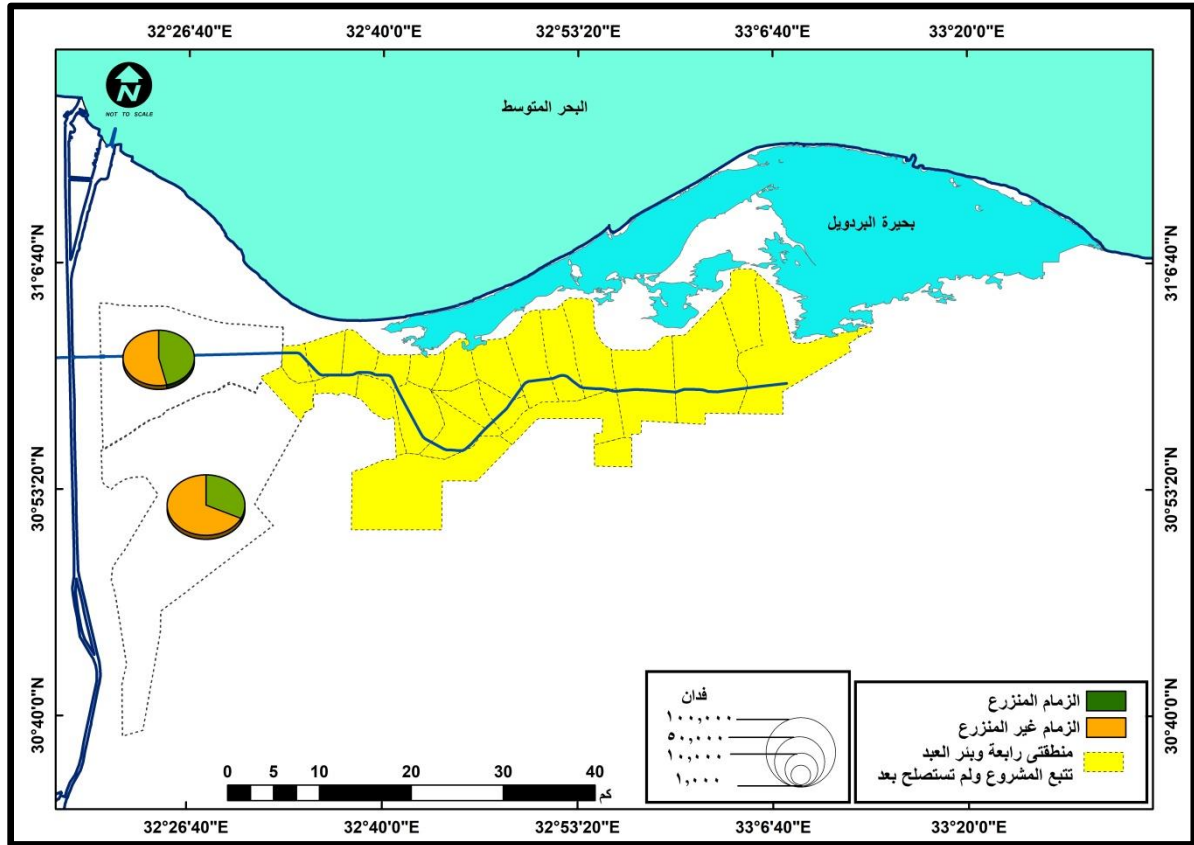 32°26'40"E
32°40'0"E
32°53'20"E
33°6'40"E
33°20'0"E
N
NOT TO SCALE
البحر المتوسط
بحيرة البردويل
31°6'40"N
31°6'40"N
30°53'20"N
30°53'20"N
30°40'0"N
30°40'0"N
فدان
١٠٠,٠٠٠
٥٠,٠٠٠
١٠,٠٠٠
١,٠٠٠
الزمام المنزرع
الزمام غير المنزرع
منطقتى رابعة وبئر العبد
تتبع المشروع ولم تستصلح بعد
0 5 10 20 30 40
كم
32°26'40"E
32°40'0"E
32°53'20"E
33°6'40"E
33°20'0"E